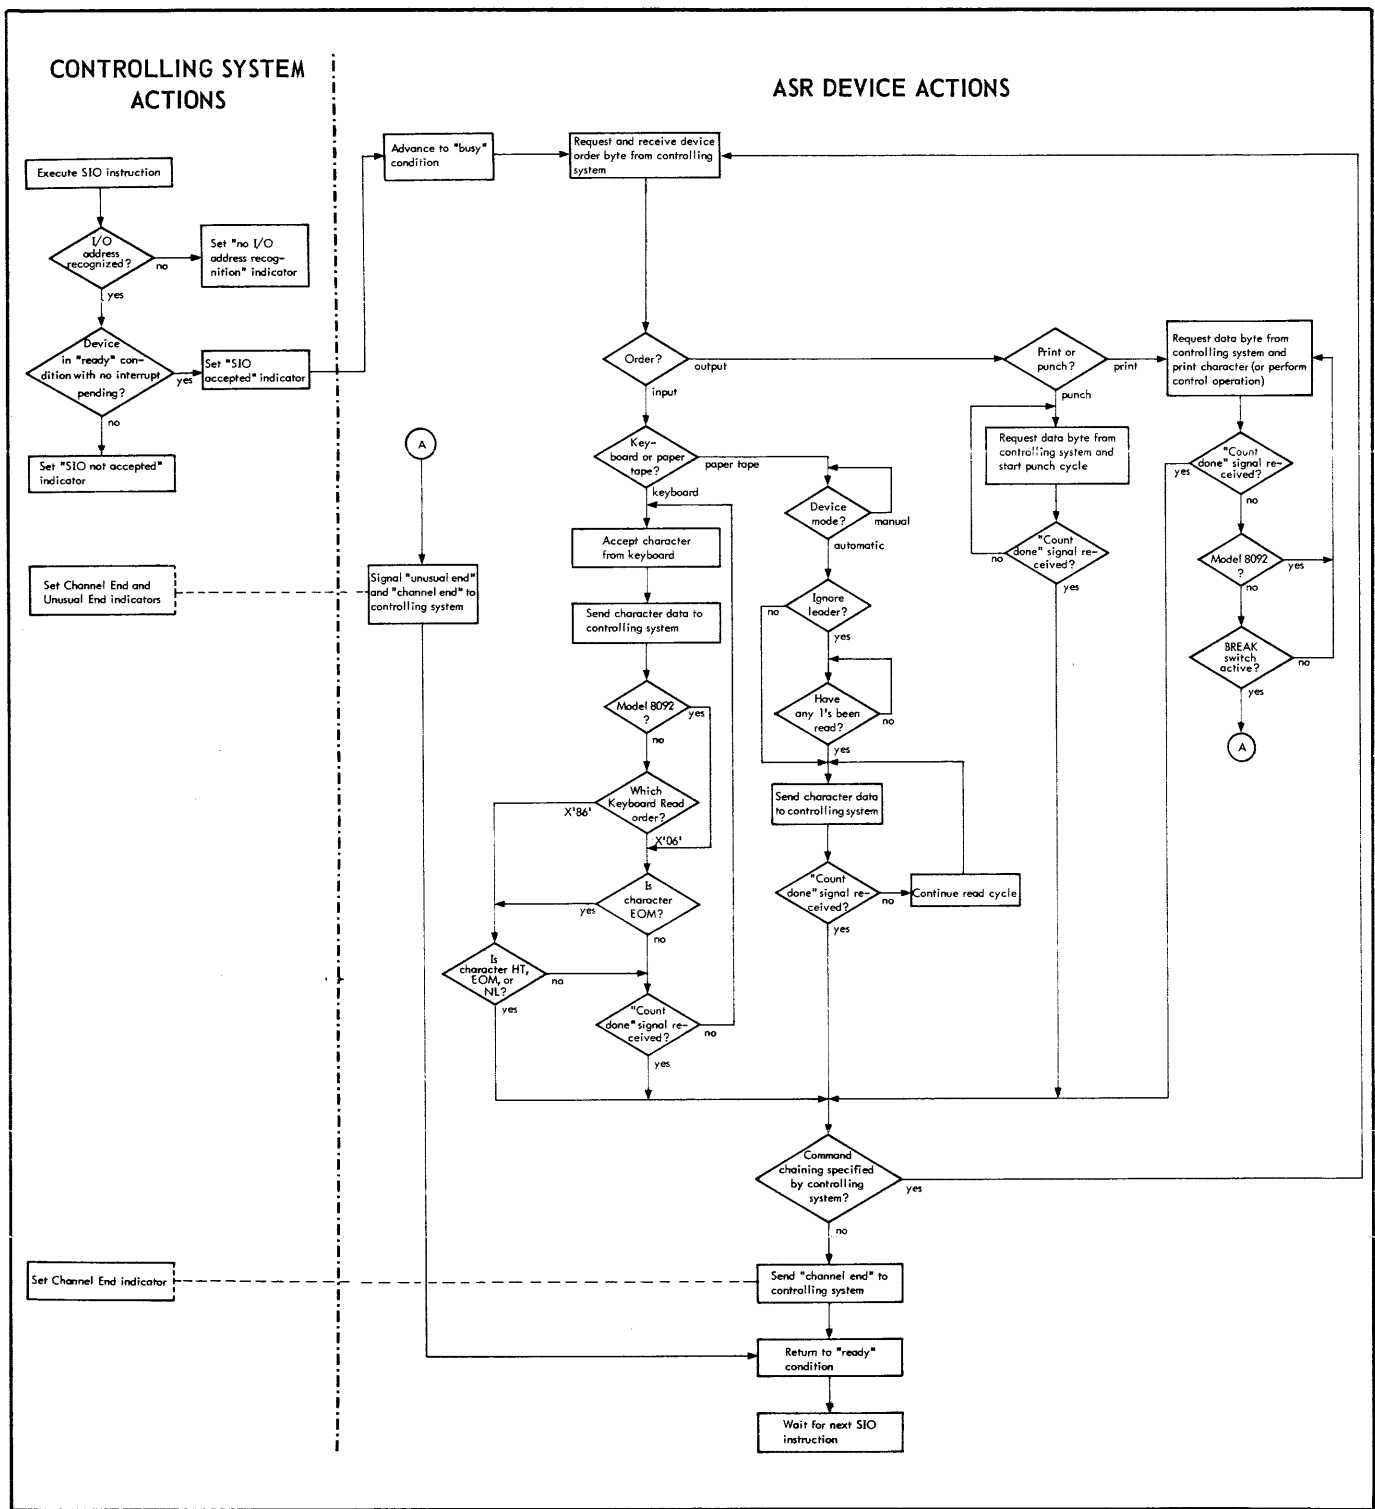 CONTROLLING SYSTEM
ACTIONS
ASR DEVICE ACTIONS
Execute SIO instruction
I/O
address
recognized?
no
yes
Set "no I/O
address recog-
nition" indicator
Device
in "ready" con-
dition with no interrupt
pending?
yes
no
Set "SIO
accepted" indicator
Set "SIO not accepted"
indicator
Advance to "busy"
condition
Request and receive device
order byte from controlling
system
Order?
output
input
Print or
punch?
print
punch
Request data byte from
controlling system and
print character (or perform
control operation)
"Count
done" signal re-
ceived?
yes
no
Model 8092
?
yes
no
BREAK
switch
active?
no
yes
A
Request data byte from
controlling system and
start punch cycle
"Count
done" signal re-
ceived?
no
yes
Key-
board or paper
tape?
paper tape
keyboard
Device
mode?
manual
automatic
Ignore
leader?
no
yes
Have
any 1's been
read?
no
yes
Send character data
to controlling system
"Count
done" signal re-
ceived?
no
yes
Continue read cycle
Accept character
from keyboard
Send character data to
controlling system
Model 8092
?
yes
no
Which
Keyboard Read
order?
X'86'
X'06'
Is
character
EOM?
yes
no
Is
character HT,
EOM, or
NL?
no
yes
"Count
done" signal re-
ceived?
no
yes
A
Signal "unusual end"
and "channel end" to
controlling system
Set Channel End and
Unusual End indicators
Command
chaining specified
by controlling
system?
yes
no
Set Channel End indicator
Send "channel end" to
controlling system
Return to "ready"
condition
Wait for next SIO
instruction